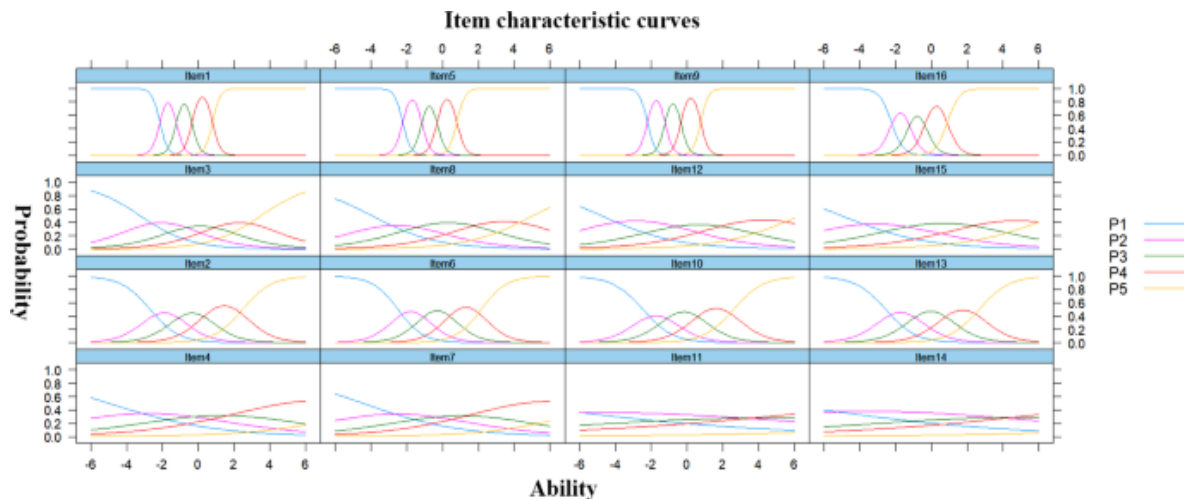 Item characteristic curves
-6 -4 -2 0 2 4 6 -6 -4 -2 0 2 4 6
Item1 Item5 Item9 Item16
1.0
0.8
0.6
0.4
0.2
0.0
Item3 Item8 Item12 Item15
1.0
0.8
0.6
0.4
0.2
0.0
Item2 Item6 Item10 Item13
1.0
0.8
0.6
0.4
0.2
0.0
Item4 Item7 Item11 Item14
1.0
0.8
0.6
0.4
0.2
0.0
-6 -4 -2 0 2 4 6 -6 -4 -2 0 2 4 6
Ability
Probability
P1
P2
P3
P4
P5